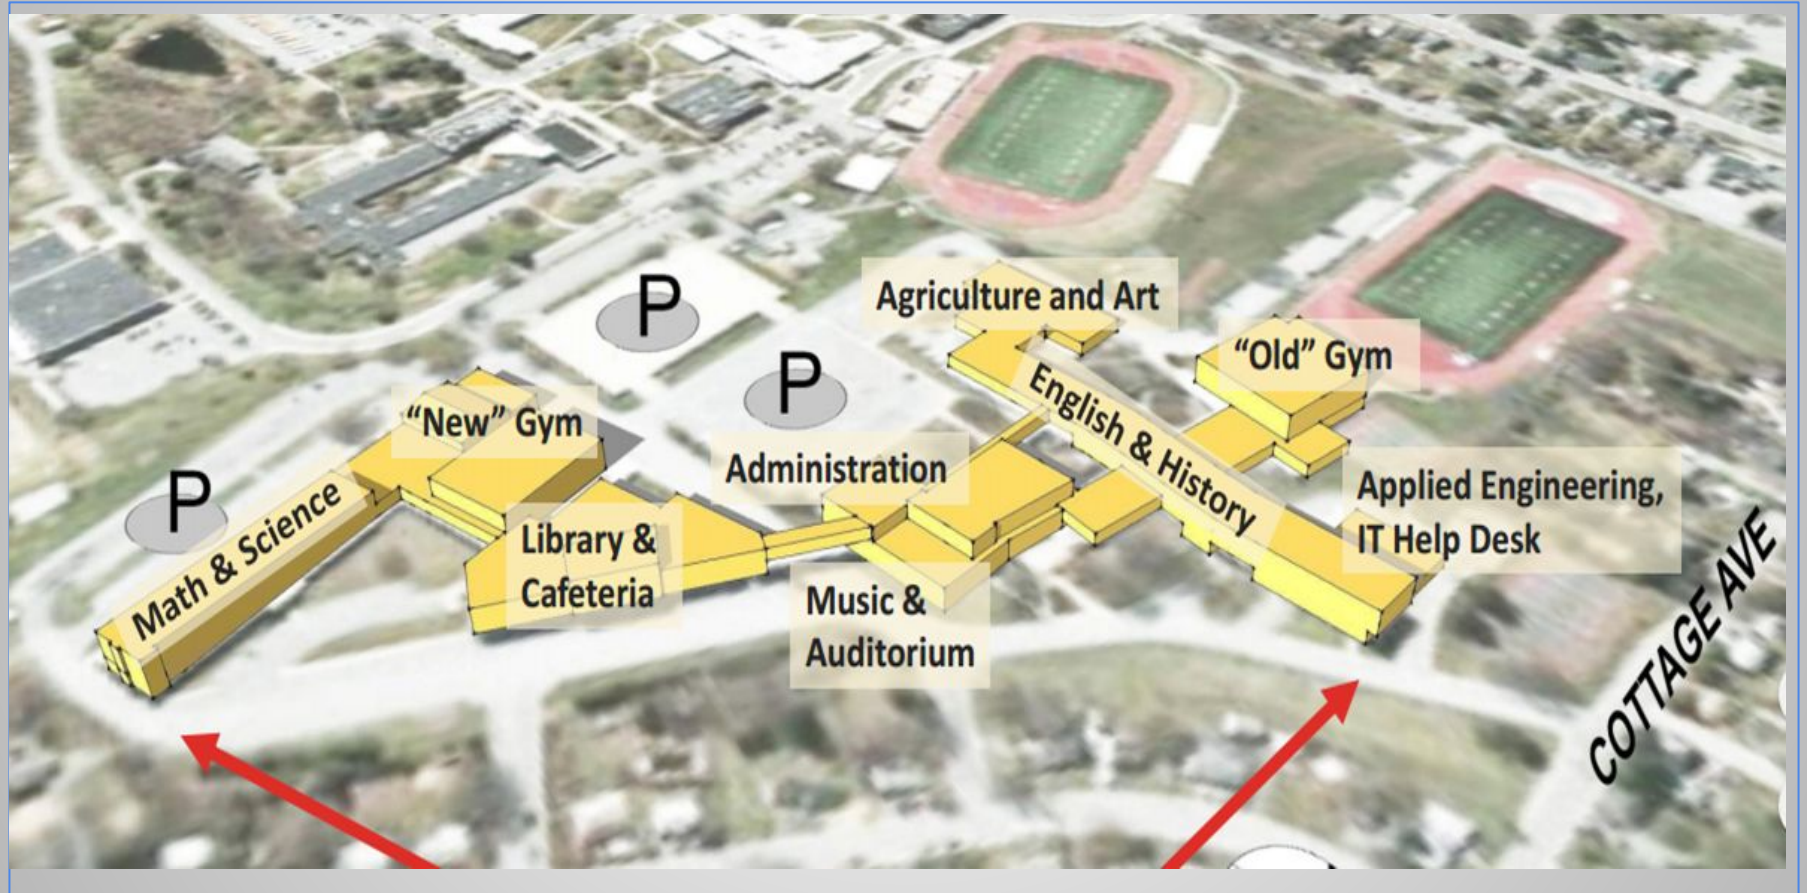 P
Agriculture and Art
"Old" Gym
P
English & History
"New" Gym
Administration
P
Math & Science
Library &
Cafeteria
Applied Engineering,
IT Help Desk
Music &
Auditorium
COTTAGE AVE